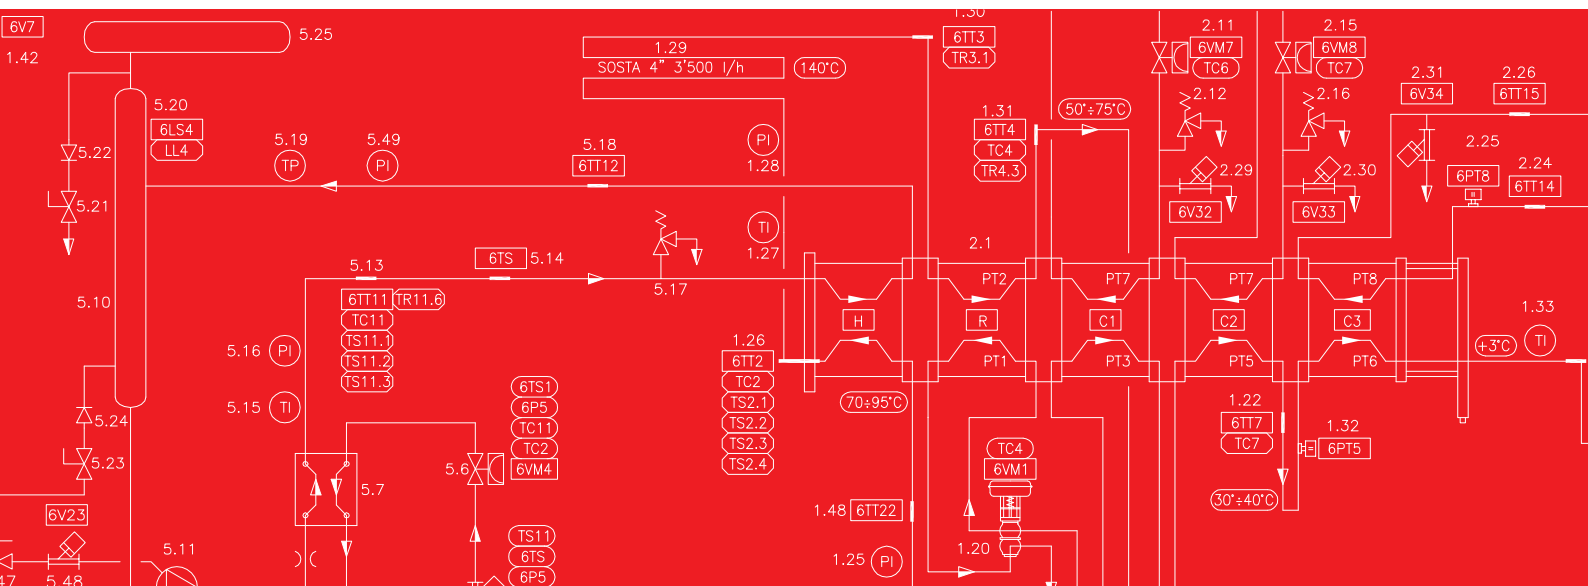 6V7
1.42
5.25
5.20
6LS4
LL4
5.22
5.21
5.19
TP
5.49
PI
5.18
6TT12
1.29
SOSTA 4" 3'500 l/h
140°C
PI
1.28
TI
1.27
1.30
6TT3
TR3.1
1.31
6TT4
TC4
TR4.3
50°÷75°C
2.11
6VM7
TC6
2.12
2.29
6V32
2.15
6VM8
TC7
2.16
2.30
6V33
2.31
6V34
2.25
6PT8
2.26
6TT15
2.24
6TT14
5.10
5.13
6TT11
TR11.6
TC11
TS11.1
TS11.2
TS11.3
6TS
5.14
5.17
5.16
PI
5.15
TI
2.1
PT2
PT7
PT7
PT8
H
R
C1
C2
C3
PT1
PT3
PT5
PT6
1.33
TI
+3°C
1.26
6TT2
TC2
TS2.1
TS2.2
TS2.3
TS2.4
70÷95°C
6TS1
6P5
TC11
TC2
6VM4
5.6
5.7
5.24
5.23
6V23
5.11
47
5.48
TS11
6TS
6P5
TC4
6VM1
1.48
6TT22
1.25
PI
1.20
1.22
6TT7
TC7
1.32
6PT5
30°÷40°C